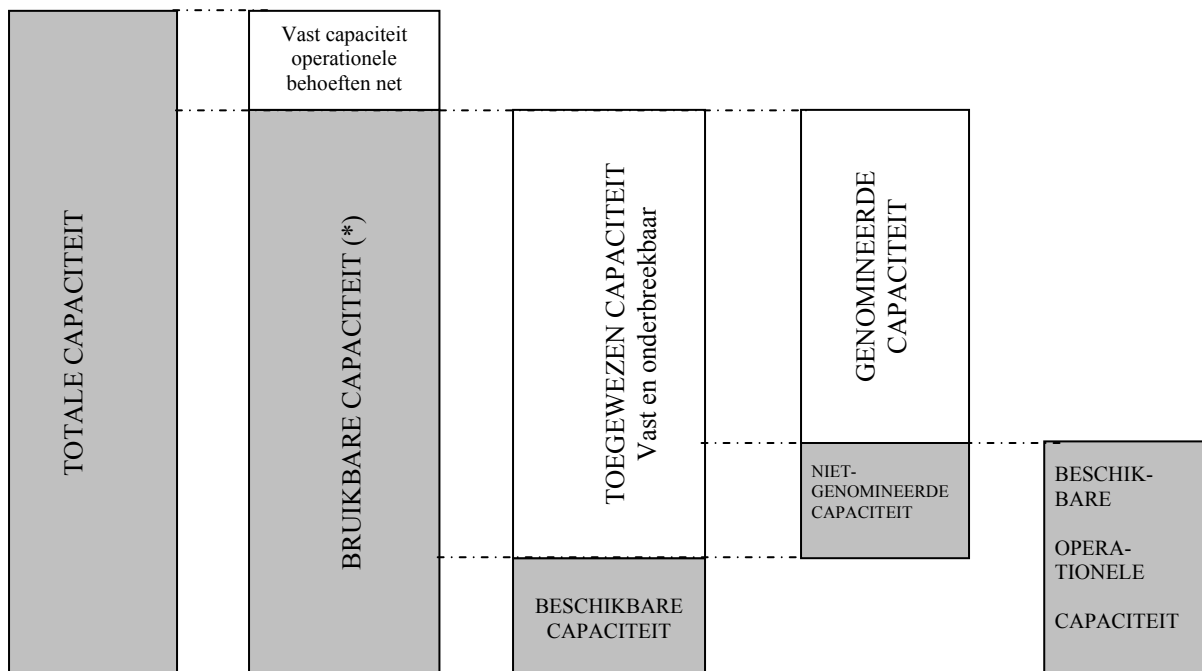 TOTALE CAPACITEIT
Vast capaciteit
operationele
behoeften net
BRUIKBARE CAPACITEIT (*)
TOEGEWEZEN CAPACITEIT
Vast en onderbreekbaar
BESCHIKBARE
CAPACITEIT
GENOMINEERDE
CAPACITEIT
NIET-
GENOMINEERDE
CAPACITEIT
BESCHIK-
BARE
OPERA-
TIONELE
CAPACITEIT